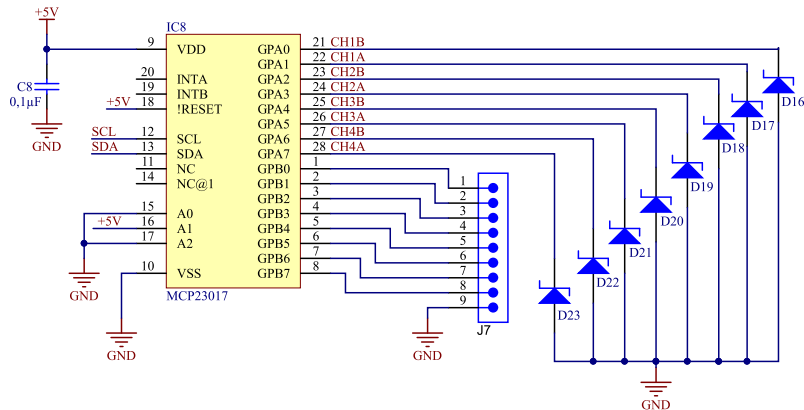 +5V
IC8
9 VDD GPA0 21 CH1B
GPA1 22 CH1A
20 INTA GPA2 23 CH2B
19 INTB GPA3 24 CH2A
C8
0,1µF
+5V 18 !RESET GPA4 25 CH3B
GPA5 26 CH3A
SCL 12 SCL GPA6 27 CH4B
SDA 13 SDA GPA7 28 CH4A
GND
11 NC GPB0 1
14 NC@1 GPB1 2
GPB2 3
15 A0 GPB3 4
+5V 16 A1 GPB4 5
17 A2 GPB5 6
GPB6 7
10 VSS GPB7 8
MCP23017
GND
GND
1
2
3
4
5
6
7
8
9
J7
GND
D16
D17
D18
D19
D20
D21
D22
D23
GND